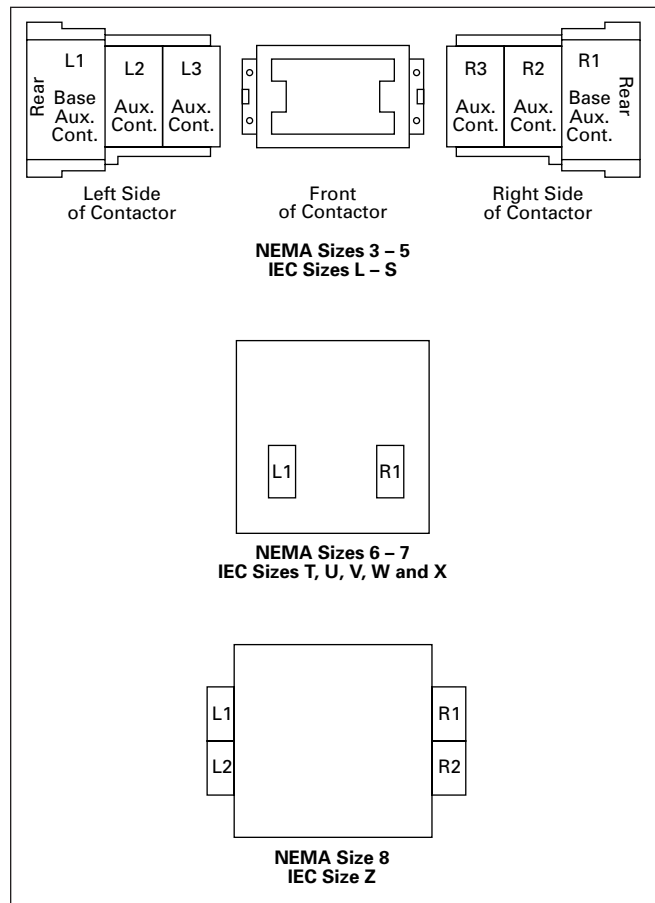 Rear
L1
Base
Aux.
Cont.
L2
Aux.
Cont.
L3
Aux.
Cont.
R3
Aux.
Cont.
R2
Aux.
Cont.
R1
Base
Aux.
Cont.
Rear
Left Side
of Contactor
Front
of Contactor
Right Side
of Contactor
NEMA Sizes 3 – 5
IEC Sizes L – S
L1
R1
NEMA Sizes 6 – 7
IEC Sizes T, U, V, W and X
L1
R1
L2
R2
NEMA Size 8
IEC Size Z